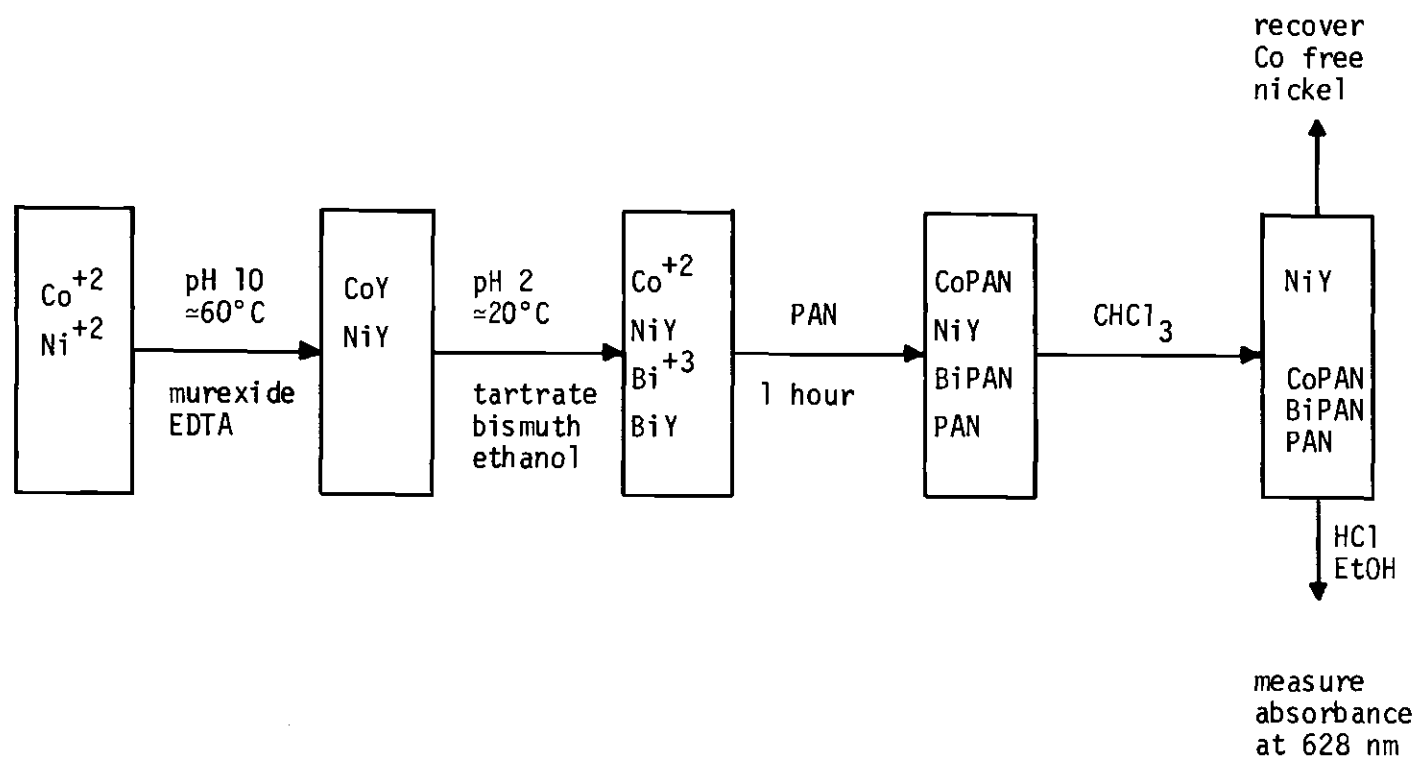 recover
Co free
nickel
Co+2
Ni+2
pH 10
≃60°C
murexide
EDTA
CoY
NiY
pH 2
≃20°C
tartrate
bismuth
ethanol
Co+2
NiY
Bi+3
BiY
PAN
1 hour
CoPAN
NiY
BiPAN
PAN
CHCl3
NiY
CoPAN
BiPAN
PAN
HCl
EtOH
measure
absorbance
at 628 nm